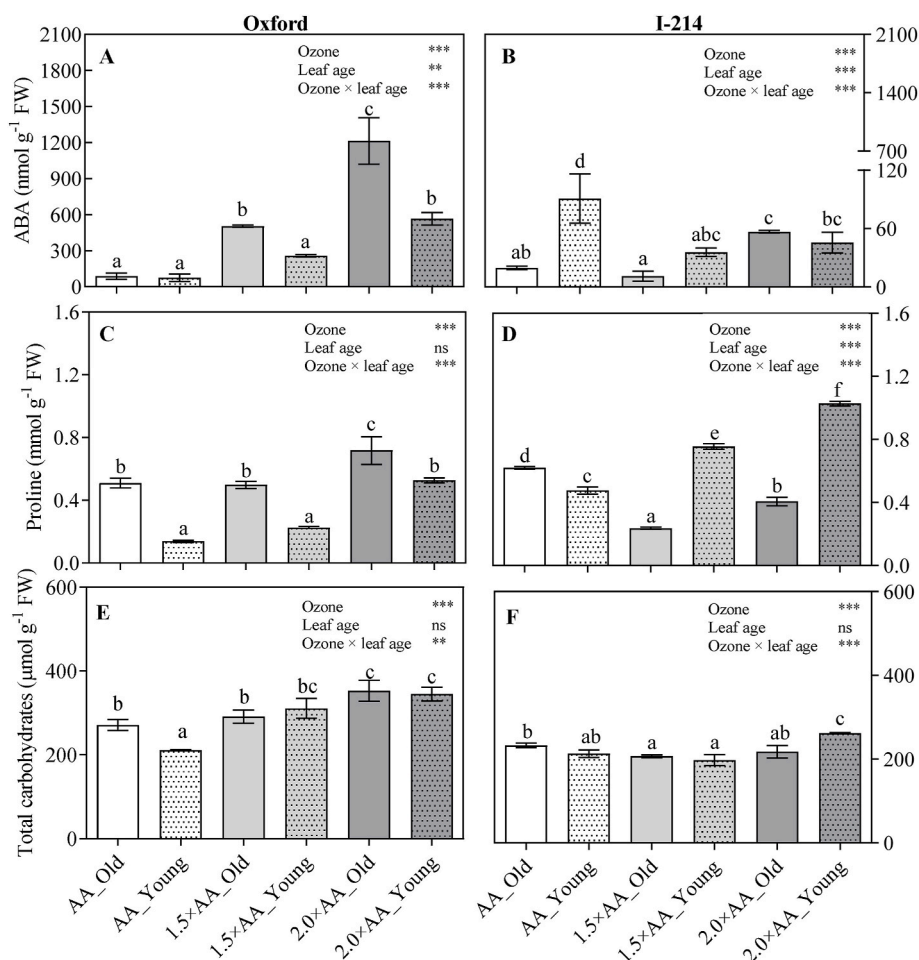 Oxford
I-214
A
Ozone ***
Leaf age **
Ozone × leaf age ***
ABA (nmol g⁻¹ FW)
2100
1800
1500
1200
900
600
300
0
a
a
b
a
c
b
B
Ozone ***
Leaf age ***
Ozone × leaf age ***
2100
1400
700
120
60
0
ab
d
a
abc
c
bc
C
Ozone ***
Leaf age ns
Ozone × leaf age ***
Proline (mmol g⁻¹ FW)
1.6
1.2
0.8
0.4
0.0
b
a
b
a
c
b
D
Ozone ***
Leaf age ***
Ozone × leaf age ***
1.6
1.2
0.8
0.4
0.0
d
c
a
e
b
f
E
Ozone ***
Leaf age ns
Ozone × leaf age **
Total carbohydrates (µmol g⁻¹ FW)
600
400
200
0
b
a
b
bc
c
c
F
Ozone ***
Leaf age ns
Ozone × leaf age ***
600
400
200
0
b
ab
a
a
ab
c
AA_Old
AA_Young
1.5×AA_Old
1.5×AA_Young
2.0×AA_Old
2.0×AA_Young
AA_Old
AA_Young
1.5×AA_Old
1.5×AA_Young
2.0×AA_Old
2.0×AA_Young